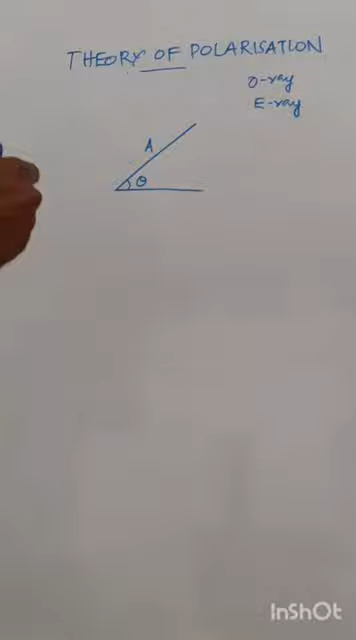 THEORY OF POLARISATION
O-ray
E-ray
A
θ
InShOt